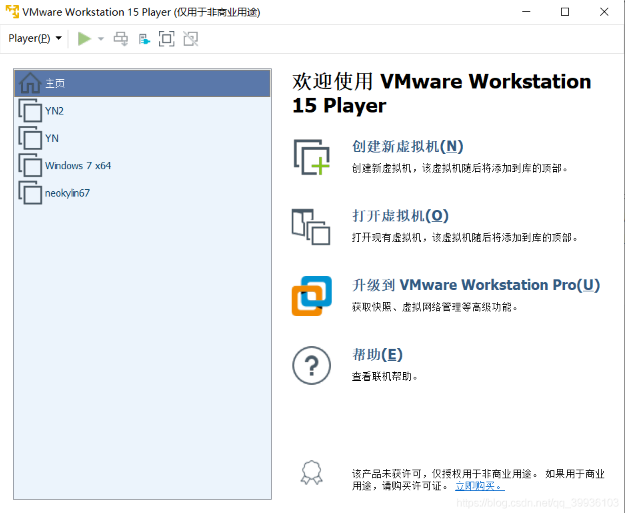 VMware Workstation 15 Player (仅用于非商业用途)
Player(P)
主页
YN2
YN
Windows 7 x64
neokylin67
欢迎使用 VMware Workstation
15 Player
创建新虚拟机(N)
创建新虚拟机，该虚拟机随后将添加到库的顶部。
打开虚拟机(O)
打开现有虚拟机，该虚拟机随后将添加到库的顶部。
升级到 VMware Workstation Pro(U)
获取快照、虚拟网络管理等高级功能。
帮助(E)
查看联机帮助。
该产品未获许可，仅授权用于非商业用途。 如果用于商业
用途，请购买许可证。 立即购买。
https://blog.csdn.net/qq_39936103